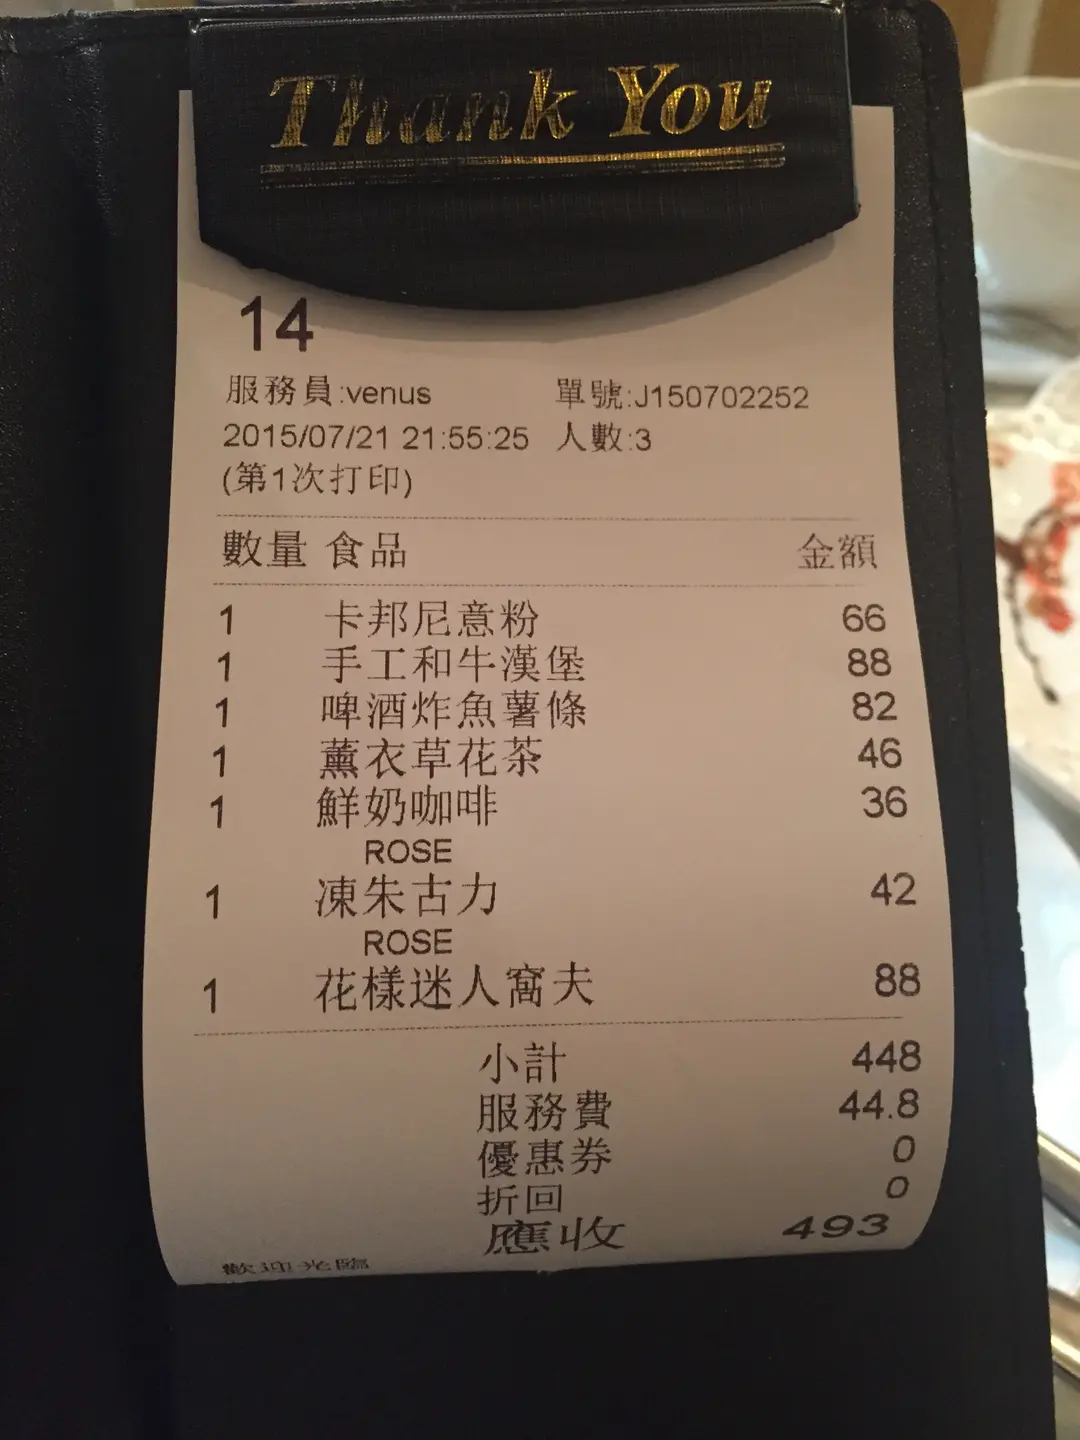 Thank You
14
服務員:venus 單號:J150702252
2015/07/21 21:55:25 人數:3
(第1次打印)
數量 食品 金額
1 卡邦尼意粉 66
1 手工和牛漢堡 88
1 啤酒炸魚薯條 82
1 薰衣草花茶 46
1 鮮奶咖啡 36
ROSE
1 凍朱古力 42
ROSE
1 花樣迷人窩夫 88
小計 448
服務費 44.8
優惠券 0
折回 0
應收 493
歡迎光臨